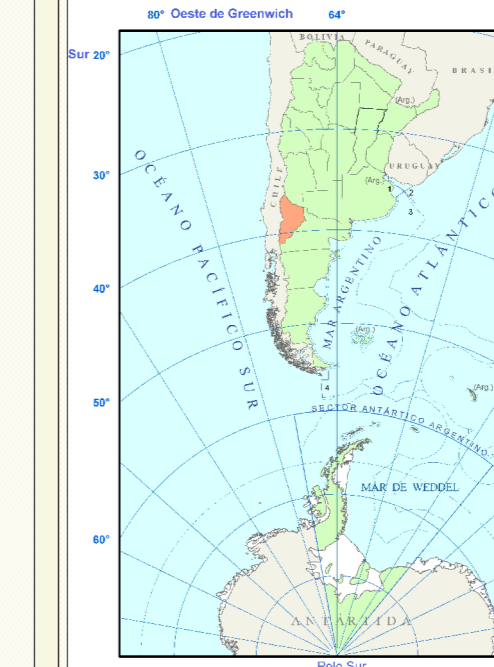 80° Oeste de Greenwich 64°
Sur 20°
BOLIVIA
PARAGUAY
BRASI
(Arg.)
30°
OCÉANO PACÍFICO SUR
CHILE
URUGUAY
(Arg.)
1
2
3
OCÉANO ATLÁNTICO
MAR ARGENTINO
40°
(Arg.)
4
(Arg.)
50°
SECTOR ANTÁRTICO ARGENTINO
MAR DE WEDDEL
60°
ANTÁRTIDA
Polo Sur